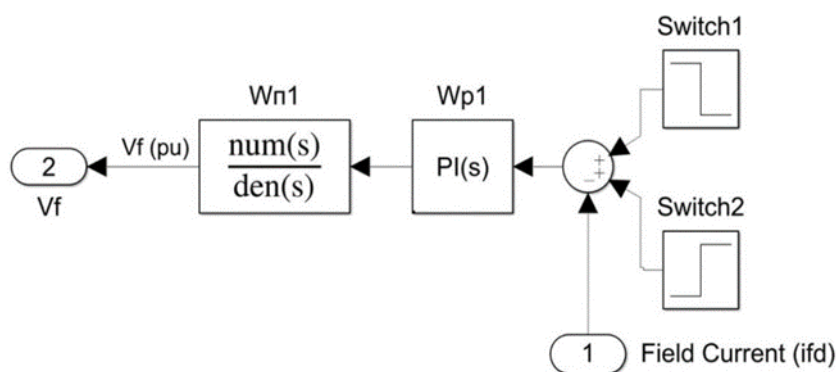 Switch1
Wп1
Wp1
Vf (pu)
2
num(s)
den(s)
PI(s)
+
+
−
Vf
Switch2
1
Field Current (ifd)